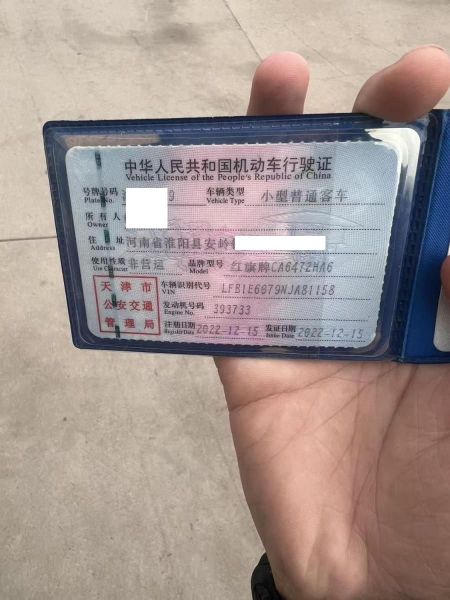 中华人民共和国机动车行驶证
Vehicle License of the People's Republic of China
号牌号码 车辆类型 小型普通客车
Plate No. Vehicle Type
所有人
Owner
住 址 河南省淮阳县安岭
Address
使用性质 非营运 品牌型号 红旗牌CA6472HA6
Use Character Model
天津市 车辆识别代号 LFB1E6079NJA81158
VIN
公安交通 发动机号码 393733
Engine No.
管理局 注册日期 2022-12-15 发证日期 2022-12-15
Register Date Issue Date